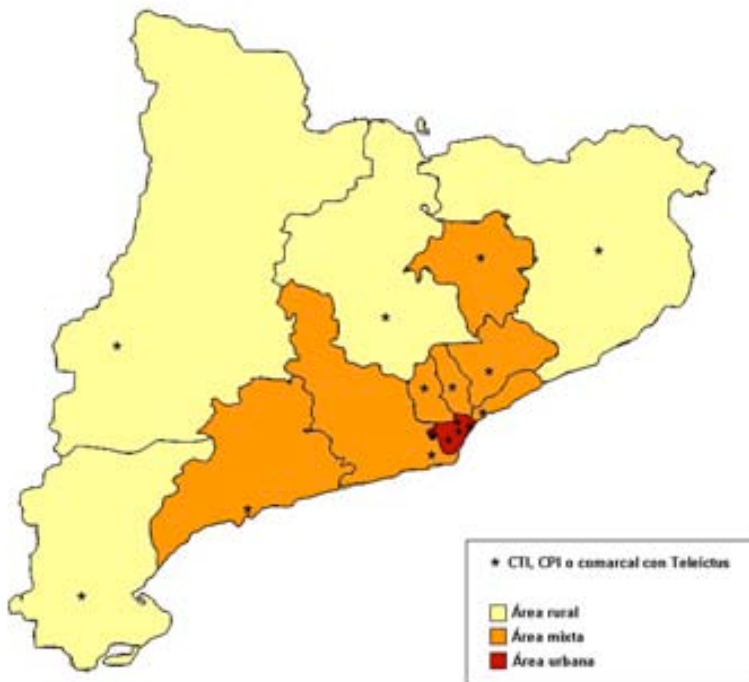 * CTI, CPI o comarcal con Teleictus
Área rural
Área mixta
Área urbana